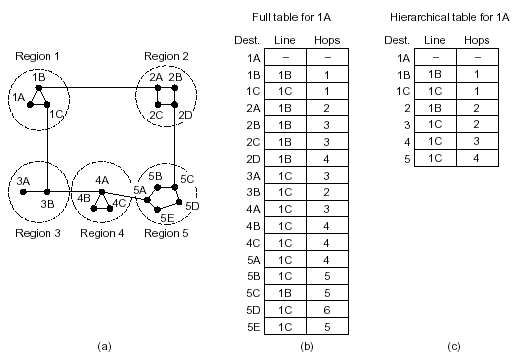 Region 1
Region 2
1B
2A 2B
1A
1C
2C
2D
3A
3B
4A
4B
4C
5B
5C
5A
5D
5E
Region 3
Region 4
Region 5
(a)
Full table for 1A
Dest. Line Hops
1A – –
1B 1B 1
1C 1C 1
2A 1B 2
2B 1B 3
2C 1B 3
2D 1B 4
3A 1C 3
3B 1C 2
4A 1C 3
4B 1C 4
4C 1C 4
5A 1C 4
5B 1C 5
5C 1B 5
5D 1C 6
5E 1C 5
(b)
Hierarchical table for 1A
Dest. Line Hops
1A – –
1B 1B 1
1C 1C 1
2 1B 2
3 1C 2
4 1C 3
5 1C 4
(c)